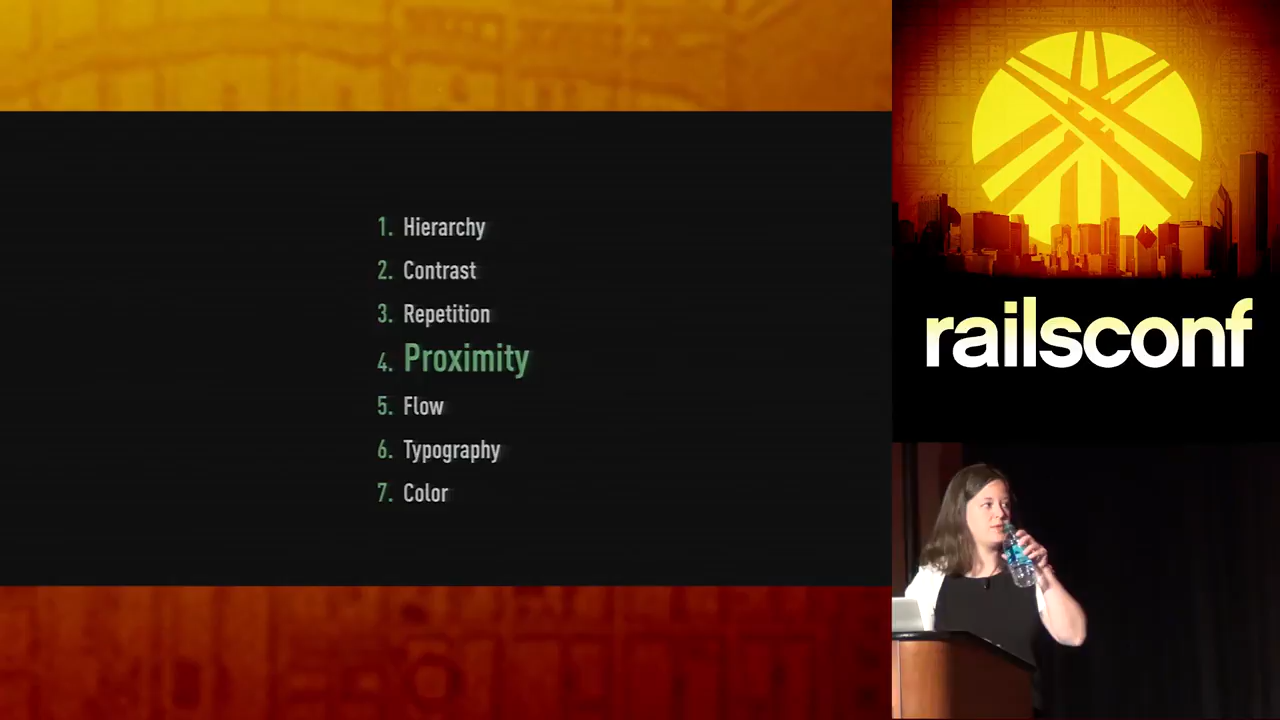 1. Hierarchy
2. Contrast
3. Repetition
4. Proximity
5. Flow
6. Typography
7. Color
railsconf